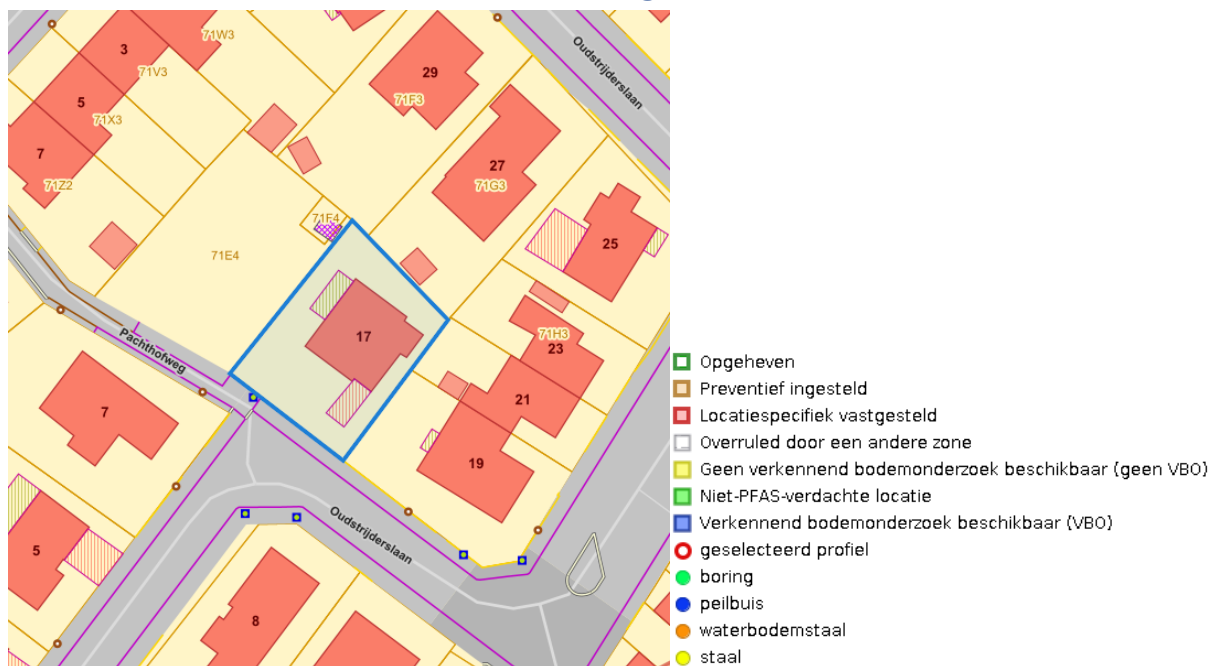 71W3
3
71V3
5
71X3
7
71Z2
29
71F3
Oudstrijderslaan
27
71G3
71F4
25
71E4
17
Pachthofweg
71H3
23
7
21
19
Oudstrijderslaan
5
8
Opgeheven
Preventief ingesteld
Locatiespecifiek vastgesteld
Overruled door een andere zone
Geen verkennend bodemonderzoek beschikbaar (geen VBO)
Niet-PFAS-verdachte locatie
Verkennend bodemonderzoek beschikbaar (VBO)
geselecteerd profiel
boring
peilbuis
waterbodemstaal
staal